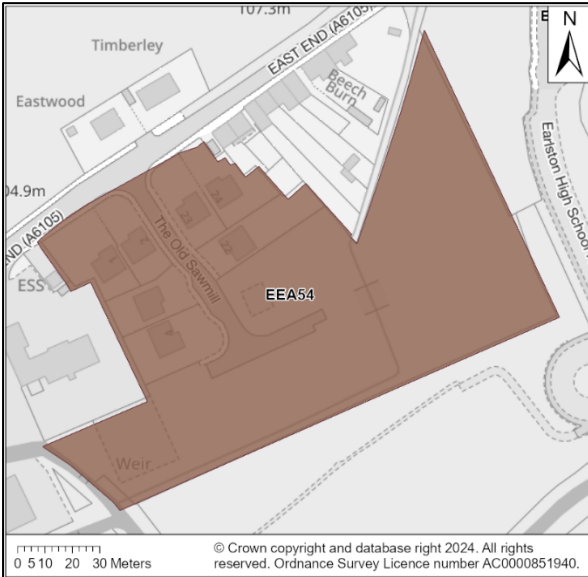 107.3m
E
N
Timberley
EAST END (A6105)
Eastwood
Beech
Burn
Earlston High School
04.9m
END (A6105)
24
23
22
The Old Sawmill
ESS
EEA54
Weir
0 5 10 20 30 Meters
© Crown copyright and database right 2024. All rights
reserved. Ordnance Survey Licence number AC0000851940.